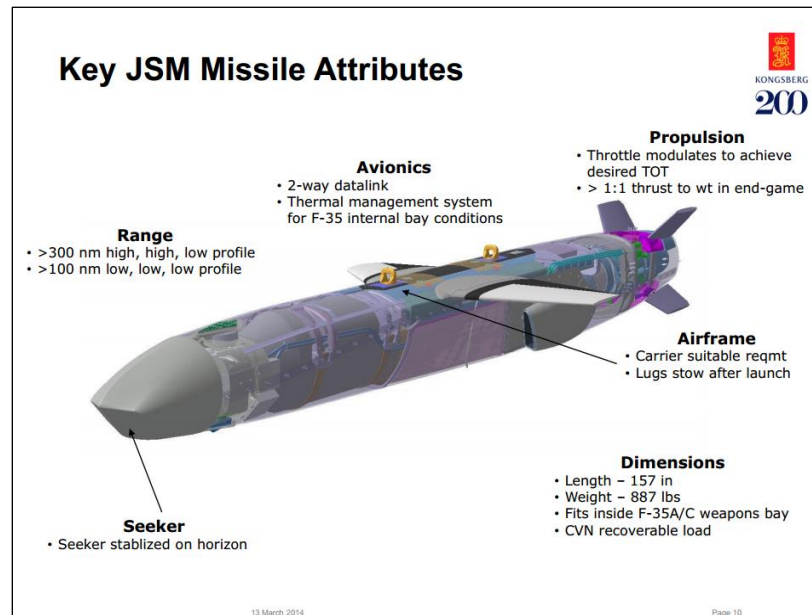 Key JSM Missile Attributes
KONGSBERG
200
Propulsion
• Throttle modulates to achieve
desired TOT
• > 1:1 thrust to wt in end-game
Avionics
• 2-way datalink
• Thermal management system
for F-35 internal bay conditions
Range
• >300 nm high, high, low profile
• >100 nm low, low, low profile
Airframe
• Carrier suitable reqmt
• Lugs stow after launch
Dimensions
• Length – 157 in
• Weight – 887 lbs
• Fits inside F-35A/C weapons bay
• CVN recoverable load
Seeker
• Seeker stablized on horizon
13 March 2014
Page 10